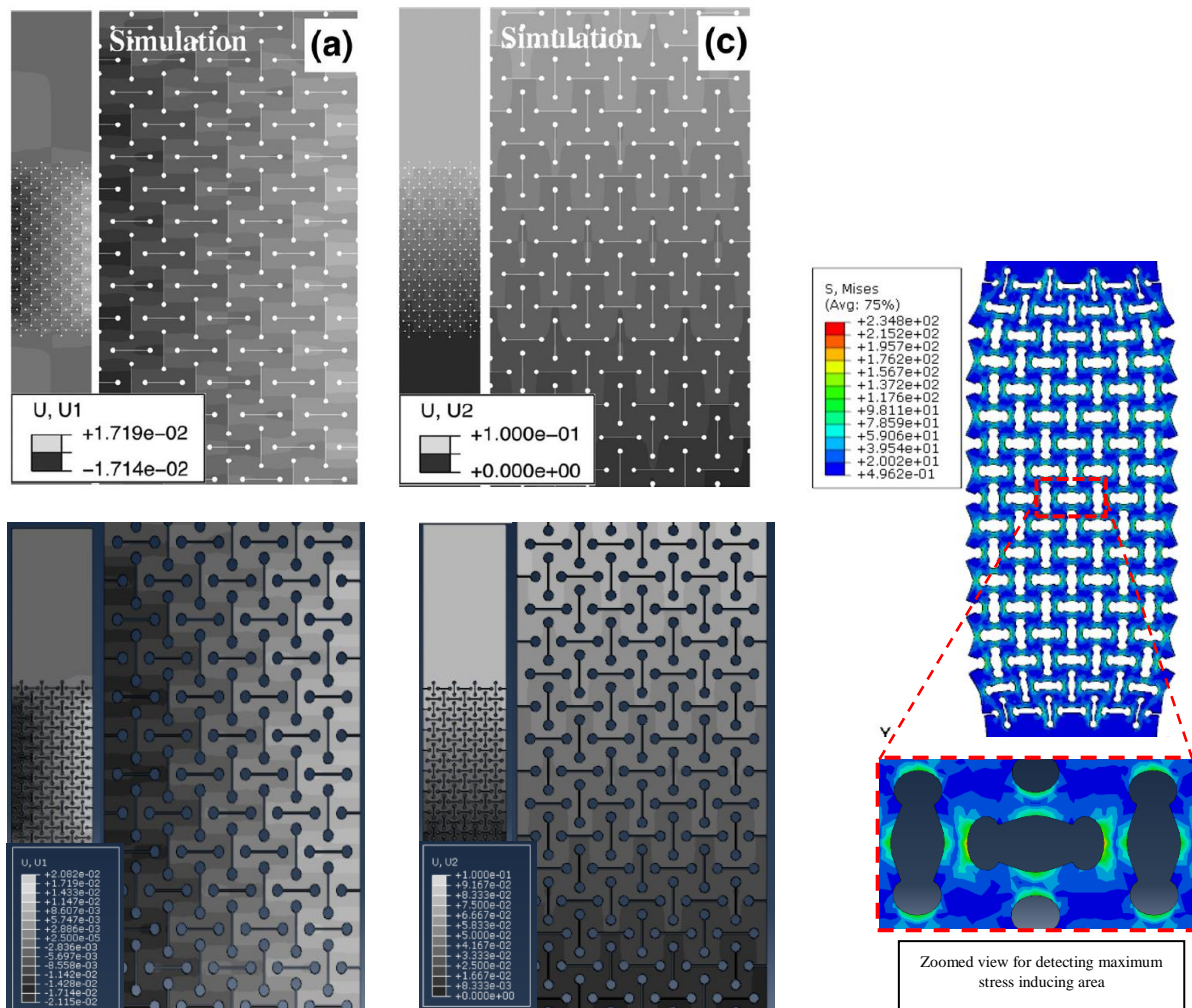 Simulation
(a)
U, U1
+1.719e−02
−1.714e−02
Simulation
(c)
U, U2
+1.000e−01
+0.000e+00
S, Mises
(Avg: 75%)
+2.348e+02
+2.152e+02
+1.957e+02
+1.762e+02
+1.567e+02
+1.372e+02
+1.176e+02
+9.811e+01
+7.859e+01
+5.906e+01
+3.954e+01
+2.002e+01
+4.962e-01
U, U1
+2.082e-02
+1.719e-02
+1.433e-02
+1.147e-02
+8.607e-03
+5.747e-03
+2.886e-03
+2.500e-05
-2.836e-03
-5.697e-03
-8.558e-03
-1.142e-02
-1.428e-02
-1.714e-02
-2.115e-02
U, U2
+1.000e-01
+9.167e-02
+8.333e-02
+7.500e-02
+6.667e-02
+5.833e-02
+5.000e-02
+4.167e-02
+3.333e-02
+2.500e-02
+1.667e-02
+8.333e-03
+0.000e+00
Y
Zoomed view for detecting maximum
stress inducing area